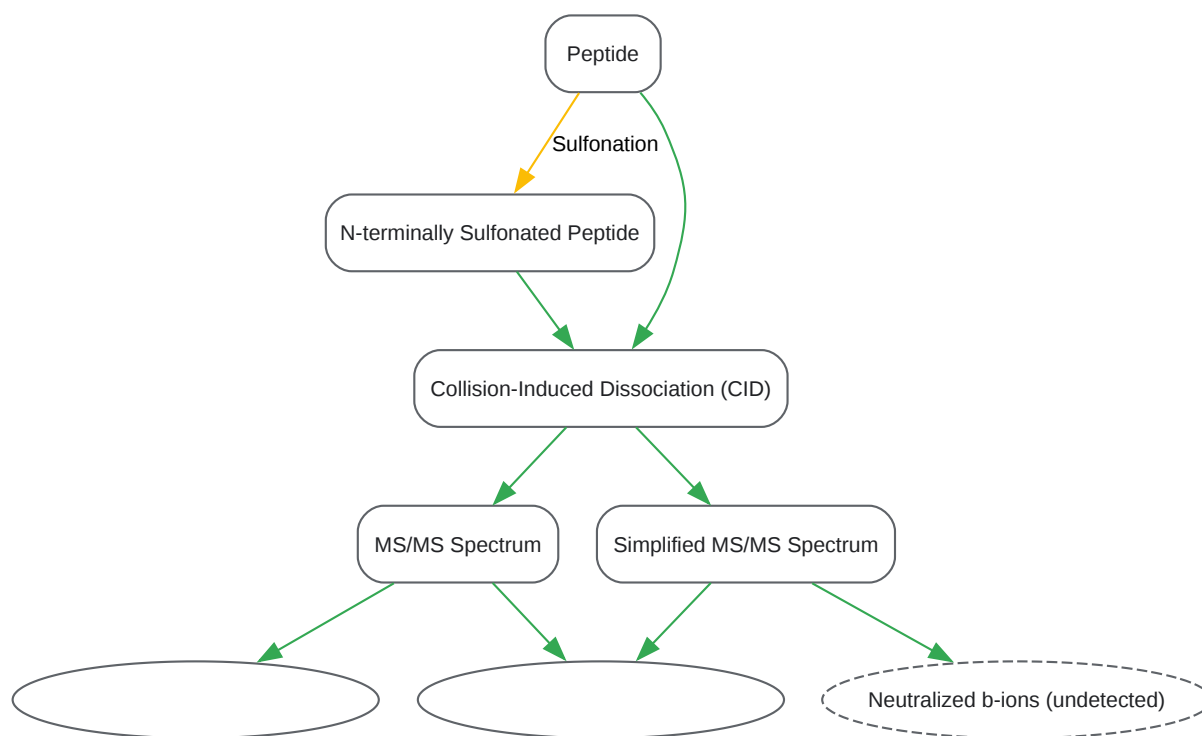 Peptide
Sulfonation
N-terminally Sulfonated Peptide
Collision-Induced Dissociation (CID)
MS/MS Spectrum
Simplified MS/MS Spectrum
Neutralized b-ions (undetected)